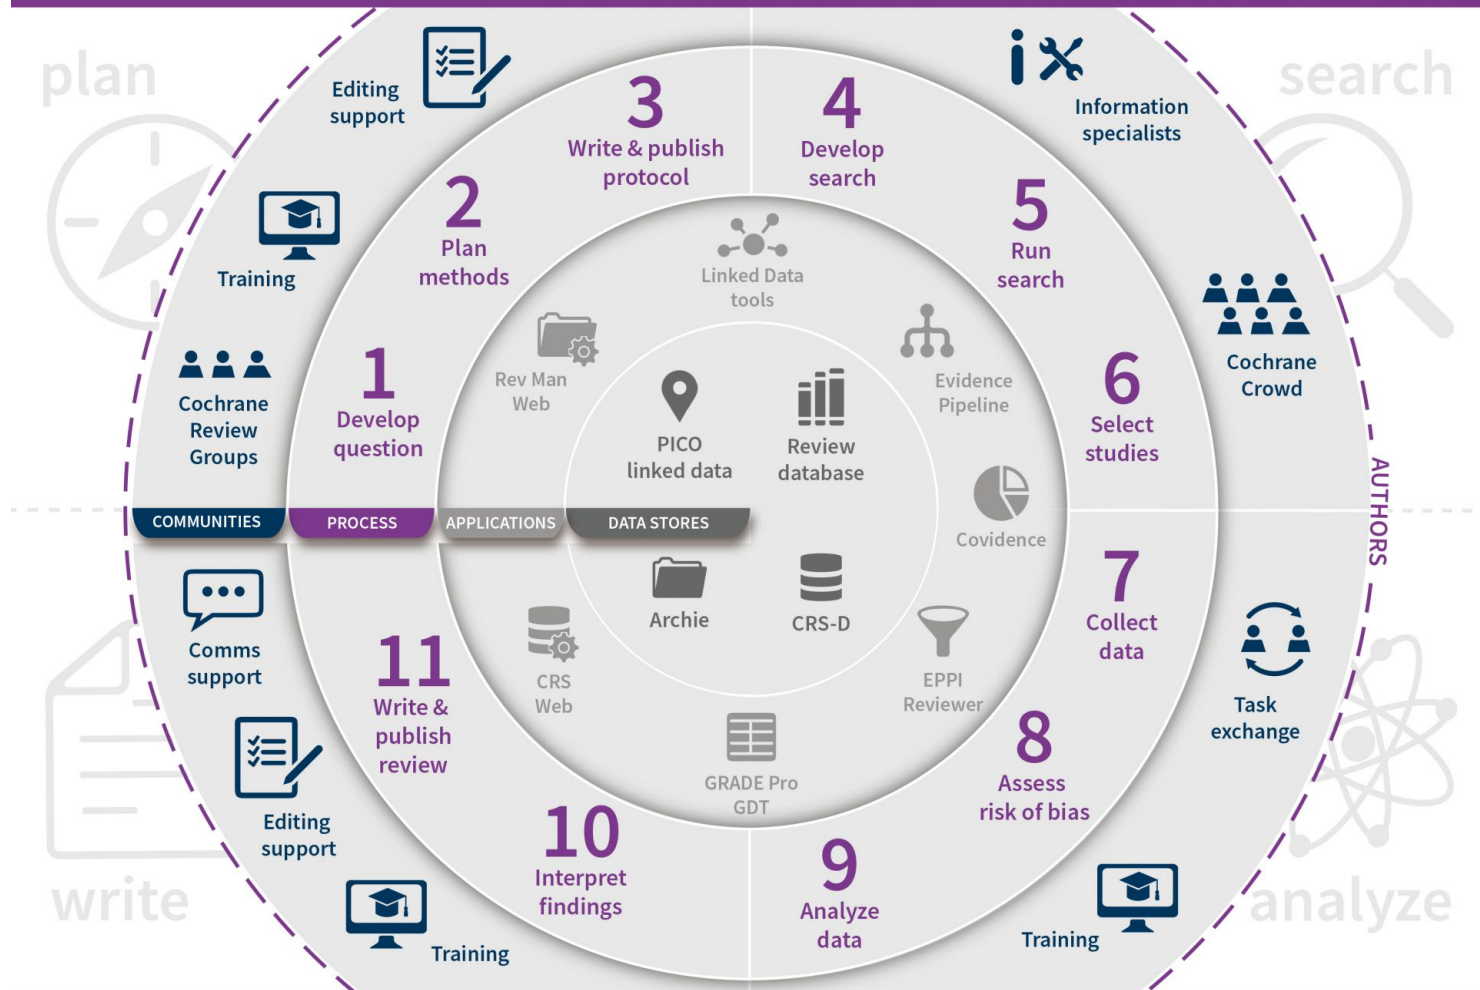 plan
search
Editing
support
Information
specialists
3
Write & publish
protocol
4
Develop
search
2
Plan
methods
5
Run
search
Training
Linked Data
tools
Cochrane
Review
Groups
1
Develop
question
Rev Man
Web
Evidence
Pipeline
6
Select
studies
Cochrane
Crowd
PICO
linked data
Review
database
AUTHORS
COMMUNITIES
PROCESS
APPLICATIONS
DATA STORES
Covidence
Archie
CRS-D
7
Collect
data
Comms
support
11
Write &
publish
review
CRS
Web
EPPI
Reviewer
Task
exchange
GRADE Pro
GDT
8
Assess
risk of bias
Editing
support
10
Interpret
findings
9
Analyze
data
write
analyze
Training
Training